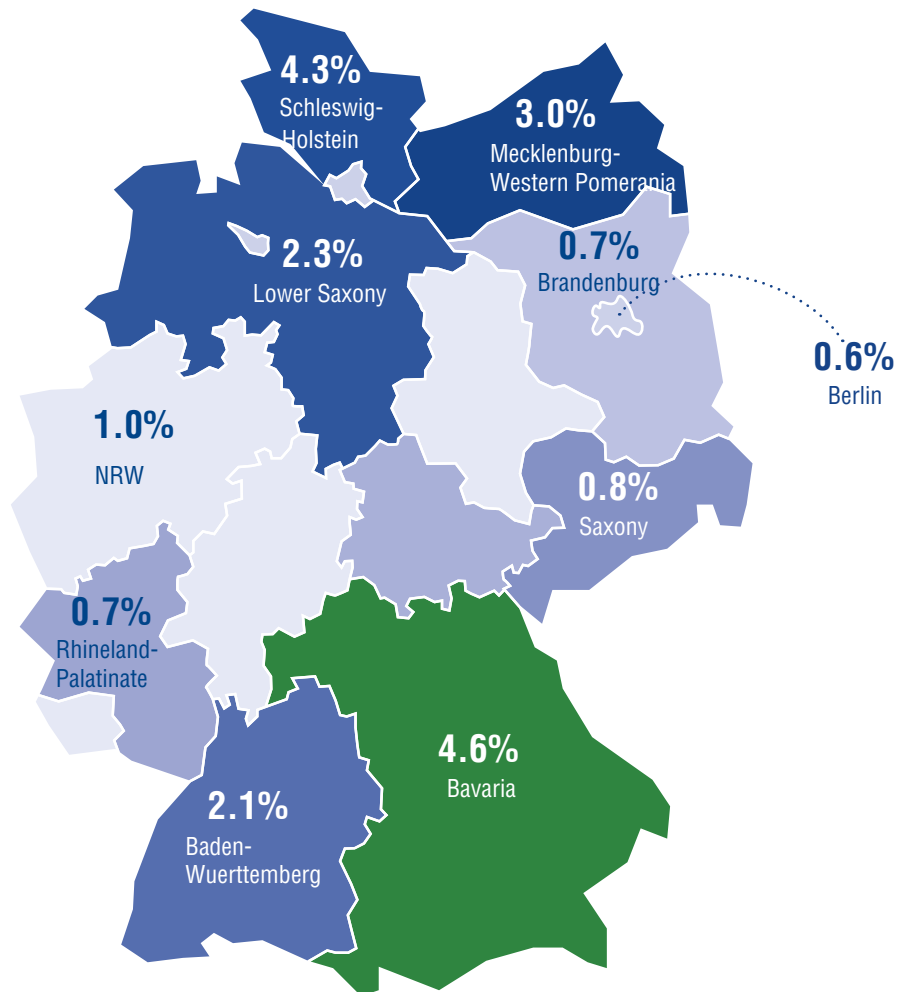 4.3%
Schleswig-
Holstein
3.0%
Mecklenburg-
Western Pomerania
2.3%
Lower Saxony
0.7%
Brandenburg
0.6%
Berlin
1.0%
NRW
0.8%
Saxony
0.7%
Rhineland-
Palatinate
4.6%
Bavaria
2.1%
Baden-
Wuerttemberg